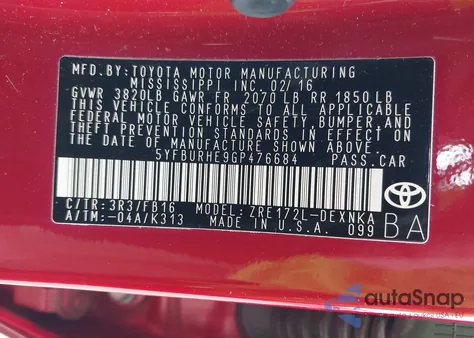 MFD. BY: TOYOTA MOTOR MANUFACTURING
MISSISSIPPI INC. 02/16
GVWR 3820LB GAWR FR 2070 LB RR 1850 LB
THIS VEHICLE CONFORMS TO ALL APPLICABLE
FEDERAL MOTOR VEHICLE SAFETY, BUMPER, AND
THEFT PREVENTION STANDARDS IN EFFECT ON
THE DATE OF MANUFACTURE SHOWN ABOVE.
5YFBURHE9GP476684 PASS.CAR
C/TR:3R3/FB16 MODEL:ZRE172L-DEXNKA
A/TM:-04A/K313 MADE IN U.S.A. 099
TOYOTA
BA
autoSnap